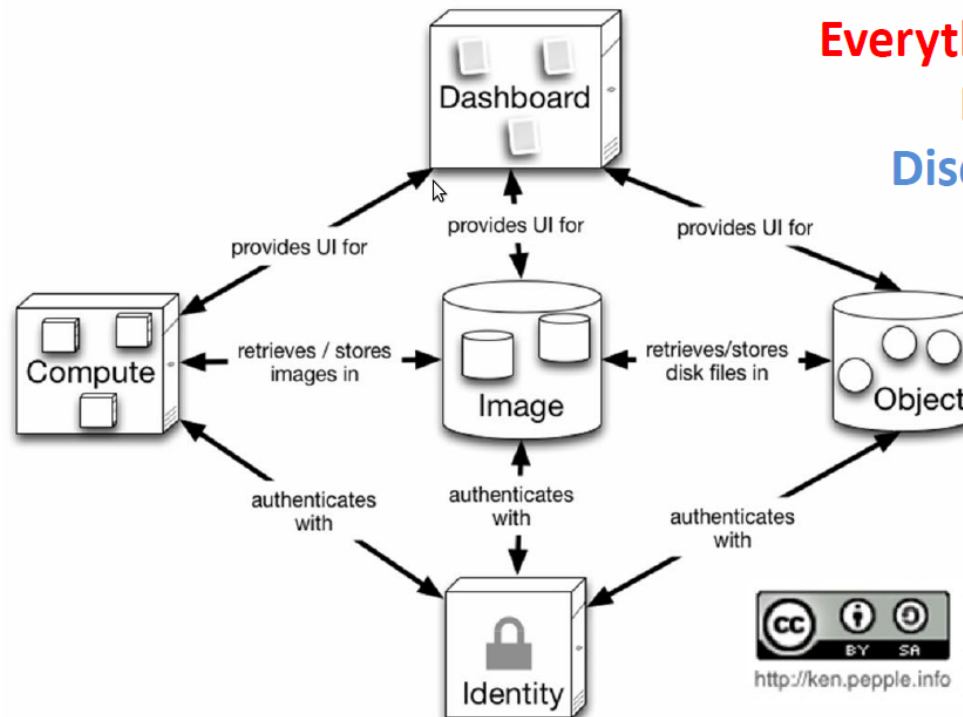 Dashboard
provides UI for
provides UI for
provides UI for
Compute
retrieves / stores
images in
Image
retrieves/stores
disk files in
Object
authenticates
with
authenticates
with
authenticates
with
Identity
CC
BY SA
http://ken.pepple.info